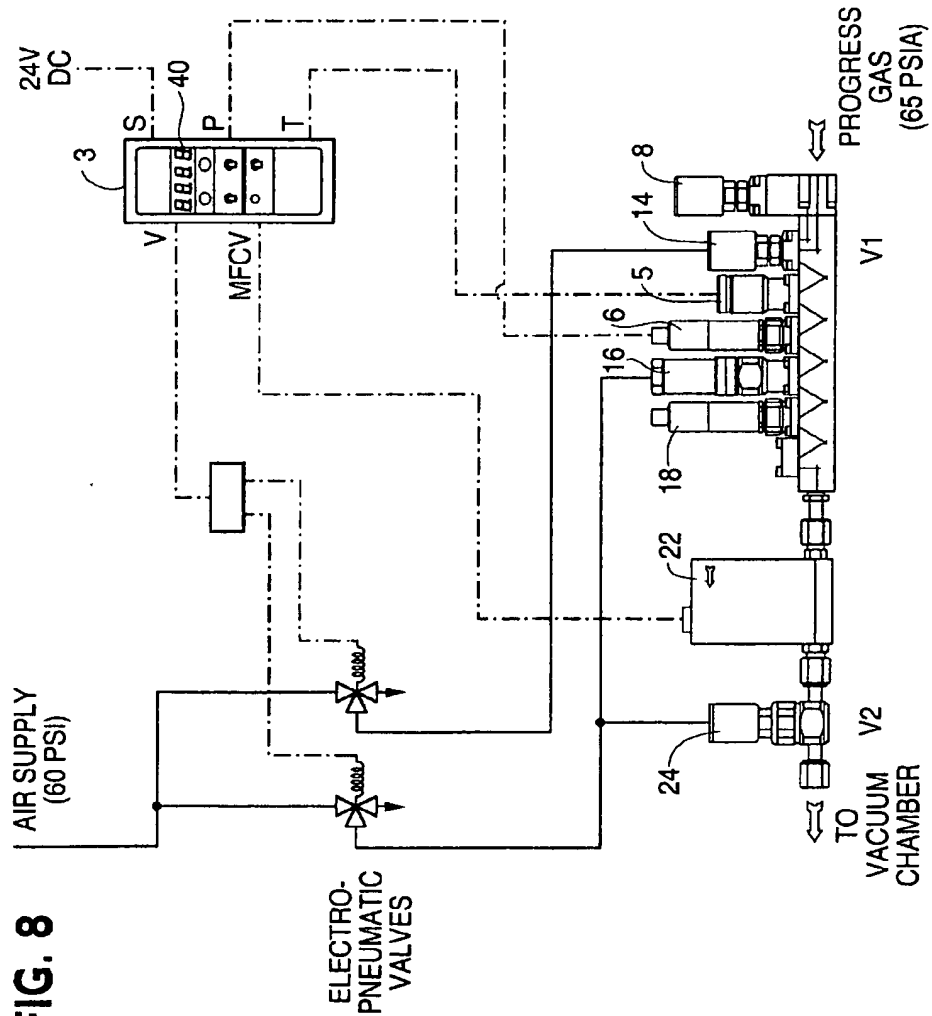 FIG. 8
AIR SUPPLY
(60 PSI)
24V
DC
3
S
40
V
P
MFCV
T
ELECTRO-
PNEUMATIC
VALVES
14
8
5
6
16
18
22
24
V1
V2
PROGRESS
GAS
(65 PSIA)
TO
VACUUM
CHAMBER